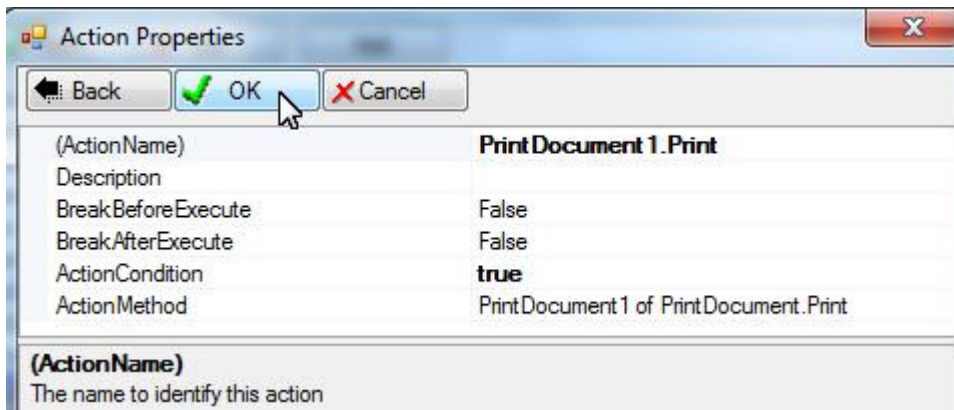 Action Properties
Back OK Cancel
(ActionName) PrintDocument1.Print
Description
BreakBeforeExecute False
BreakAfterExecute False
ActionCondition true
ActionMethod PrintDocument1 of PrintDocument.Print
(ActionName)
The name to identify this action